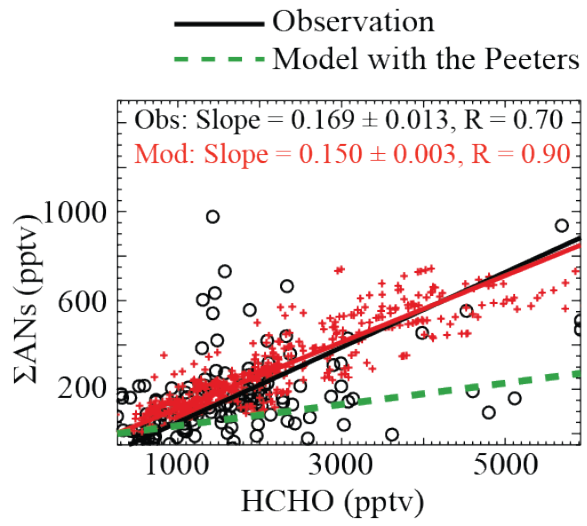 Observation
Model with the Peeters
Obs: Slope = 0.169 ± 0.013, R = 0.70
Mod: Slope = 0.150 ± 0.003, R = 0.90
1000
600
200
ΣANs (pptv)
1000 3000 5000
HCHO (pptv)